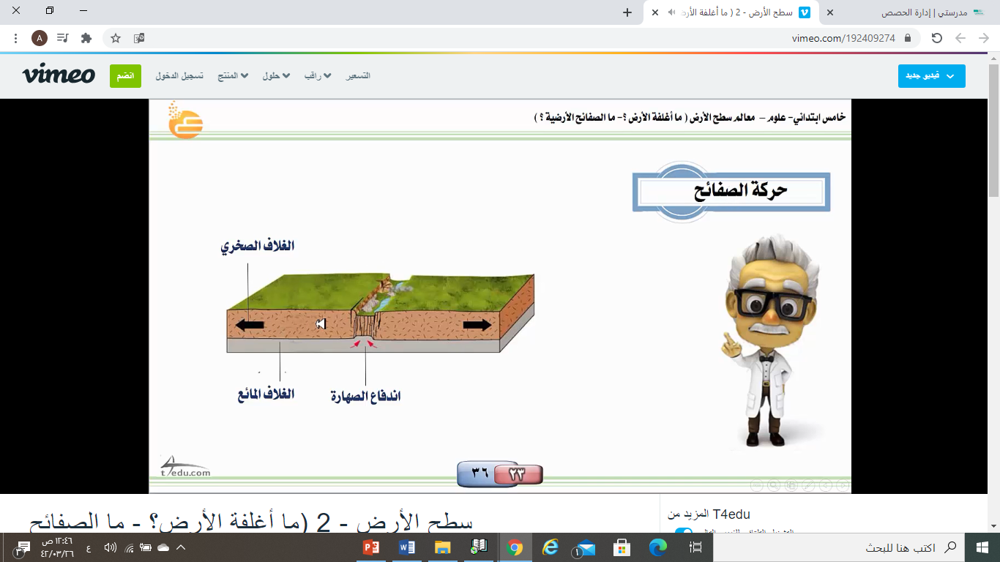 مدرستي | إدارة الحصص
سطح الأرض - 2 ( ما أغلفة الأرض
vimeo.com/192409274
A
vimeo
انضم
تسجيل الدخول
المنتج
حلول
راقب
التسعير
فيديو جديد
خامس ابتدائي- علوم – معالم سطح الأرض ( ما أغلفة الأرض ؟- ما الصفائح الأرضية ؟ )
حركة الصفائح
الغلاف الصخري
الغلاف المائع
اندفاع الصهارة
t4edu.com
٣٦
٢٣
سطح الأرض - 2 (ما أغلفة الأرض؟ - ما الصفائح
المزيد من T4edu
اكتب هنا للبحث
ع
١٢:٤٦ ص
٤٢/٠٣/٢٦
٣
١